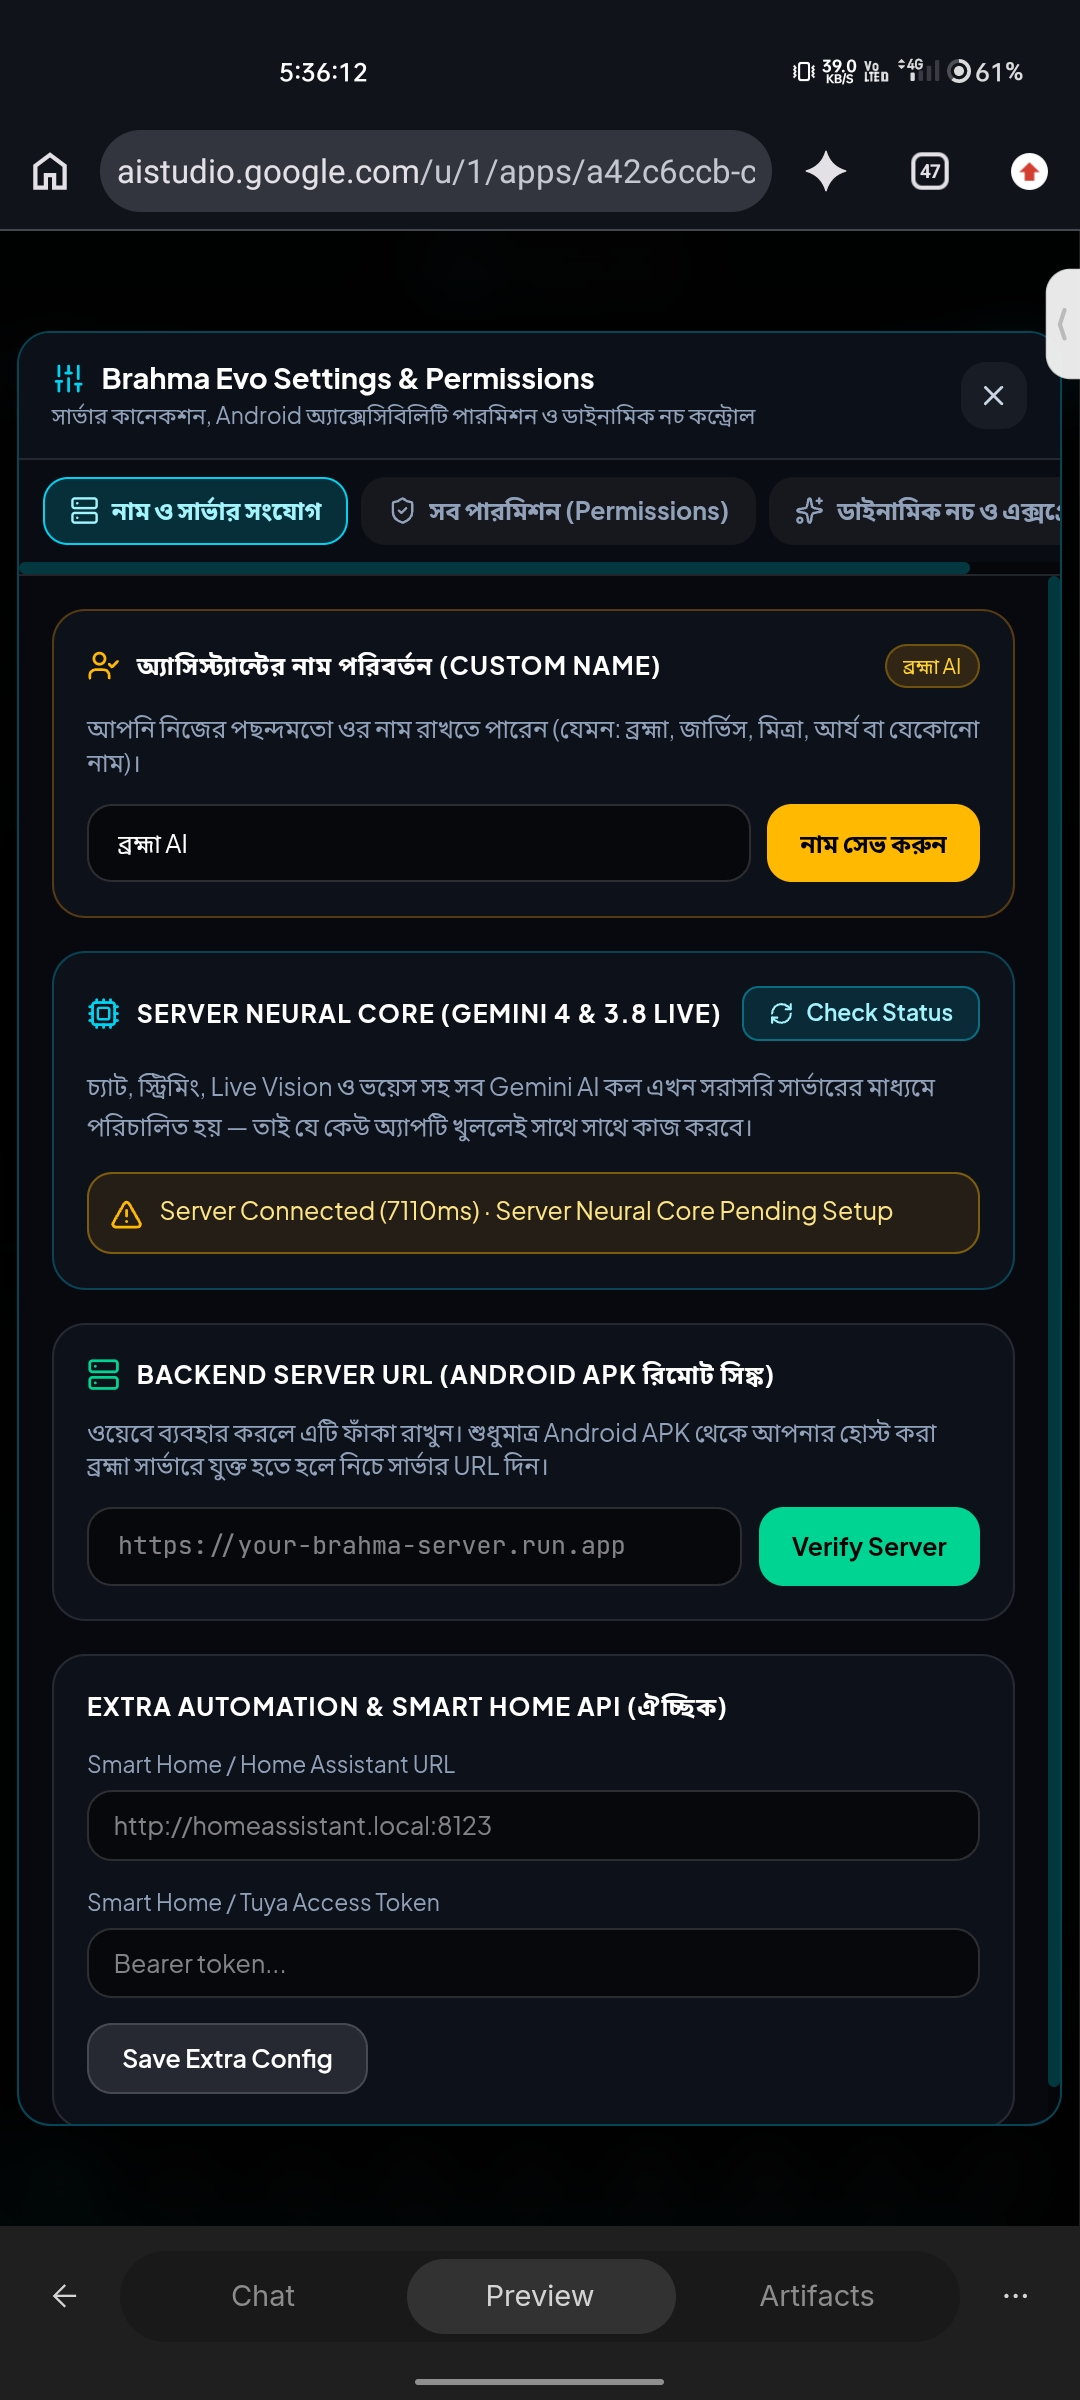 5:36:12
39.0 KB/S Vo LTED 4G 61%
aistudio.google.com/u/1/apps/a42c6ccb-c
47
Brahma Evo Settings & Permissions
সার্ভার কানেকশন, Android অ্যাক্সেসিবিলিটি পারমিশন ও ডাইনামিক নচ কন্ট্রোল
নাম ও সার্ভার সংযোগ
সব পারমিশন (Permissions)
ডাইনামিক নচ ও
অ্যাসিস্ট্যান্টের নাম পরিবর্তন (CUSTOM NAME)
ব্রহ্মা AI
আপনি নিজের পছন্দমতো ওর নাম রাখতে পারেন (যেমন: ব্রহ্মা, জার্ভিস, মিত্রা, আর্য বা যেকোনো
নাম)।
ব্রহ্মা AI
নাম সেভ করুন
SERVER NEURAL CORE (GEMINI 4 & 3.8 LIVE)
Check Status
চ্যাট, স্ট্রিমিং, Live Vision ও ভয়েস সহ সব Gemini AI কল এখন সরাসরি সার্ভারের মাধ্যমে
পরিচালিত হয় — তাই যে কেউ অ্যাপটি খুললেই সাথে সাথে কাজ করবে।
Server Connected (7110ms) · Server Neural Core Pending Setup
BACKEND SERVER URL (ANDROID APK রিমোট সিঙ্ক)
ওয়েবে ব্যবহার করলে এটি ফাঁকা রাখুন। শুধুমাত্র Android APK থেকে আপনার হোস্ট করা
ব্রহ্মা সার্ভারে যুক্ত হতে হলে নিচে সার্ভার URL দিন।
https://your-brahma-server.run.app
Verify Server
EXTRA AUTOMATION & SMART HOME API (ঐচ্ছিক)
Smart Home / Home Assistant URL
http://homeassistant.local:8123
Smart Home / Tuya Access Token
Bearer token...
Save Extra Config
Chat
Preview
Artifacts